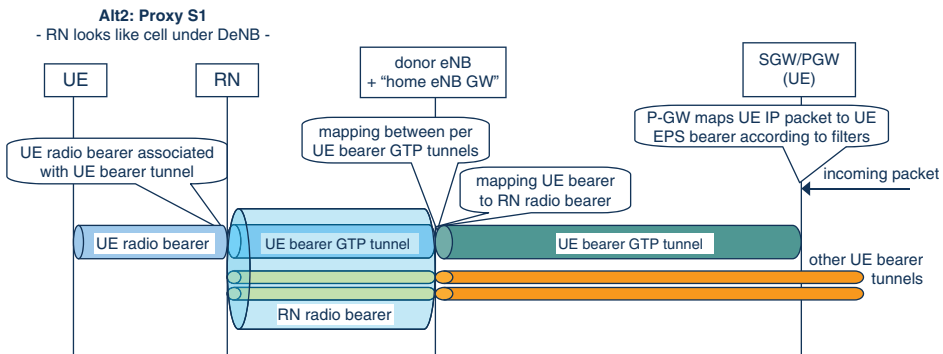 Alt2: Proxy S1
- RN looks like cell under DeNB -
UE
RN
donor eNB
+ “home eNB GW”
SGW/PGW
(UE)
UE radio bearer associated
with UE bearer tunnel
mapping between per
UE bearer GTP tunnels
mapping UE bearer
to RN radio bearer
P-GW maps UE IP packet to UE
EPS bearer according to filters
incoming packet
UE radio bearer
UE bearer GTP tunnel
UE bearer GTP tunnel
other UE bearer
tunnels
RN radio bearer